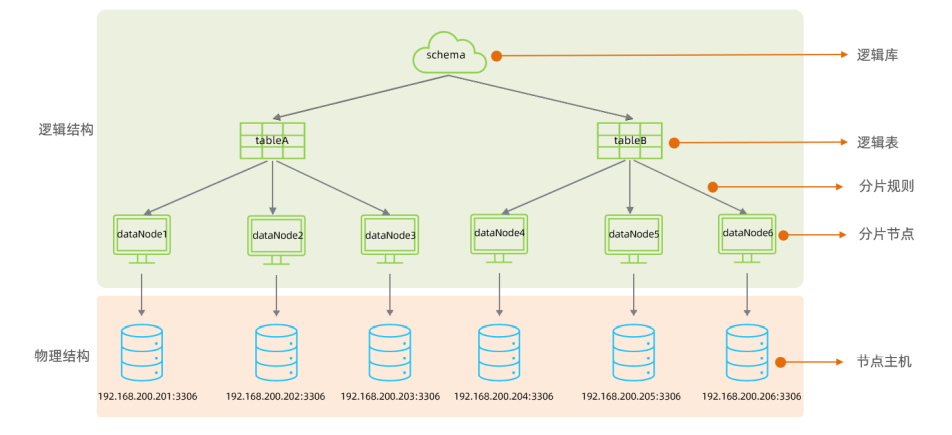 schema
逻辑库
逻辑结构
tableA
tableB
逻辑表
分片规则
dataNode1
dataNode2
dataNode3
dataNode4
dataNode5
dataNode6
分片节点
物理结构
节点主机
192.168.200.201:3306
192.168.200.202:3306
192.168.200.203:3306
192.168.200.204:3306
192.168.200.205:3306
192.168.200.206:3306